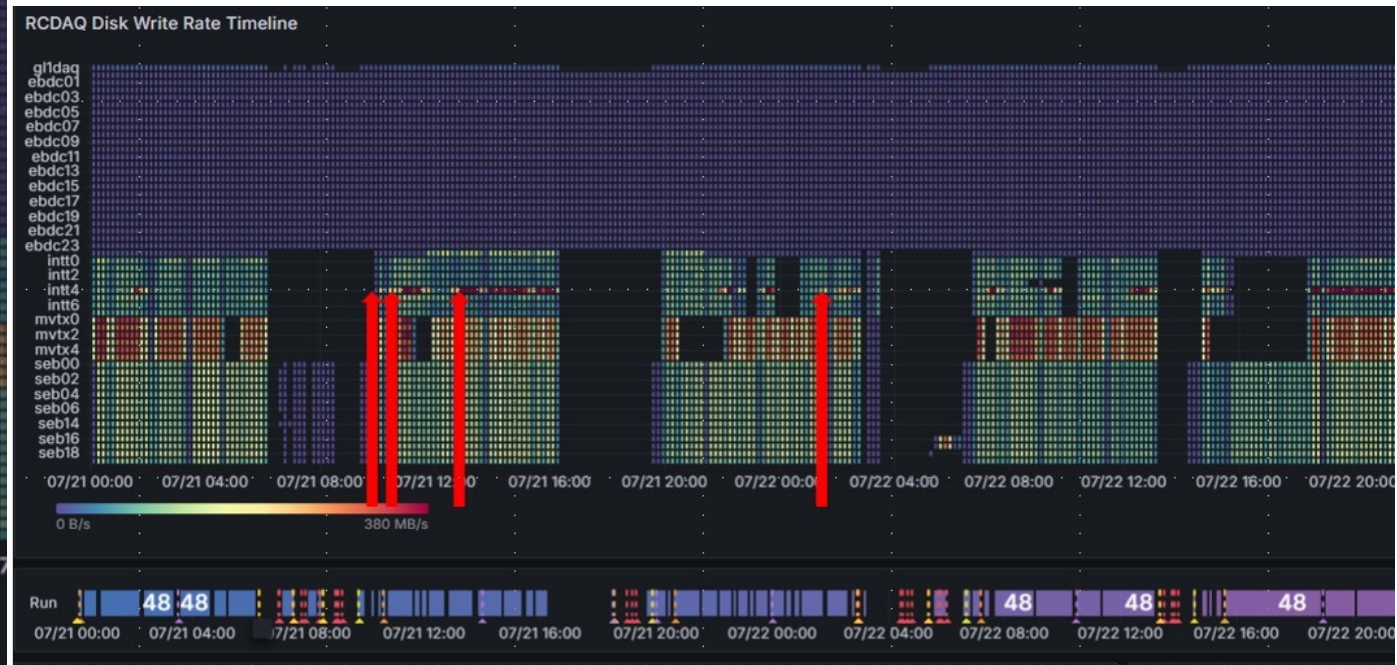 RCDAQ Disk Write Rate Timeline
gl1daq
ebdc01
ebdc03
ebdc05
ebdc07
ebdc09
ebdc11
ebdc13
ebdc15
ebdc17
ebdc19
ebdc21
ebdc23
intt0
intt2
intt4
intt6
mvtx0
mvtx2
mvtx4
seb00
seb02
seb04
seb06
seb14
seb16
seb18
07/21 00:00 07/21 04:00 07/21 08:00 07/21 12:00 07/21 16:00 07/21 20:00 07/22 00:00 07/22 04:00 07/22 08:00 07/22 12:00 07/22 16:00 07/22 20:00
0 B/s 380 MB/s
Run 48 48 48 48 48
07/21 00:00 07/21 04:00 07/21 08:00 07/21 12:00 07/21 16:00 07/21 20:00 07/22 00:00 07/22 04:00 07/22 08:00 07/22 12:00 07/22 16:00 07/22 20:00